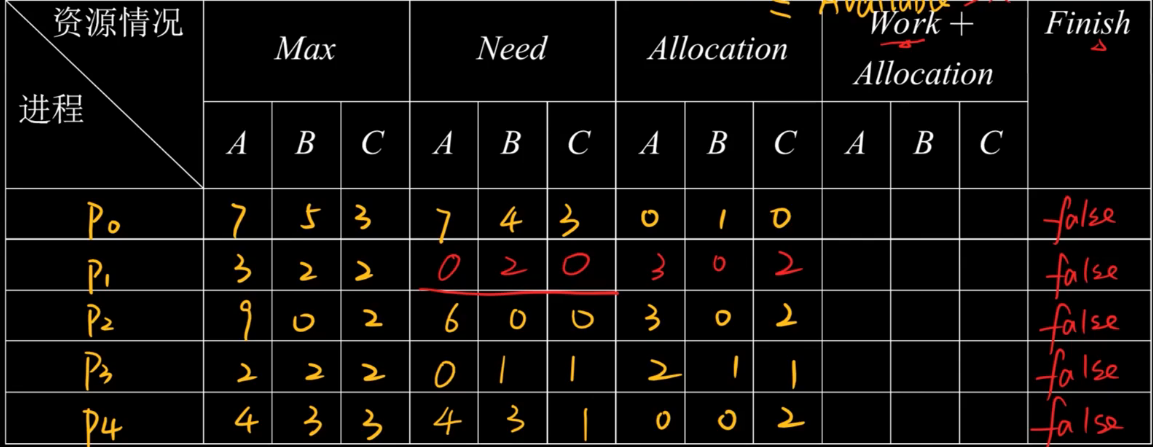 = Available
资源情况
进程
Max Need Allocation Work + Allocation Finish
A B C A B C A B C A B C
P0 7 5 3 7 4 3 0 1 0 false
P1 3 2 2 0 2 0 3 0 2 false
P2 9 0 2 6 0 0 3 0 2 false
P3 2 2 2 0 1 1 2 1 1 false
P4 4 3 3 4 3 1 0 0 2 false